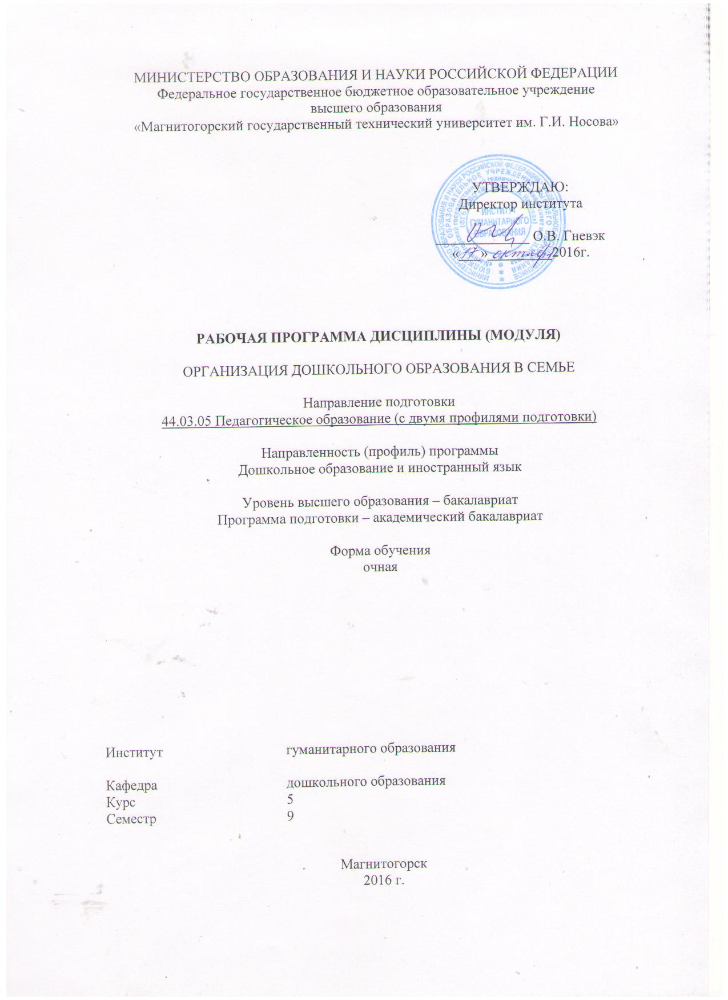 МИНИСТЕРСТВО ОБРАЗОВАНИЯ И НАУКИ РОССИЙСКОЙ ФЕДЕРАЦИИ
Федеральное государственное бюджетное образовательное учреждение
высшего образования
«Магнитогорский государственный технический университет им. Г.И. Носова»
УТВЕРЖДАЮ:
Директор института
О.В. Гневэк
«17» октября 2016г.
ИНСТИТУТ
ГУМАНИТАРНОГО
ОБРАЗОВАНИЯ
РАБОЧАЯ ПРОГРАММА ДИСЦИПЛИНЫ (МОДУЛЯ)
ОРГАНИЗАЦИЯ ДОШКОЛЬНОГО ОБРАЗОВАНИЯ В СЕМЬЕ
Направление подготовки
44.03.05 Педагогическое образование (с двумя профилями подготовки)
Направленность (профиль) программы
Дошкольное образование и иностранный язык
Уровень высшего образования – бакалавриат
Программа подготовки – академический бакалавриат
Форма обучения
очная
Институт гуманитарного образования
Кафедра дошкольного образования
Курс 5
Семестр 9
Магнитогорск
2016 г.